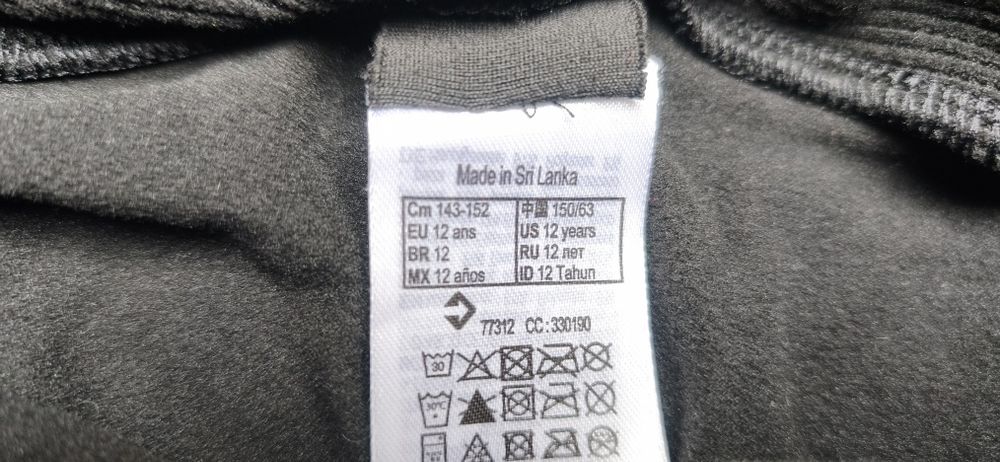 Made in Sri Lanka
Cm 143-152 中国 150/63
EU 12 ans US 12 years
BR 12 RU 12 лет
MX 12 años ID 12 Tahun
77312 CC : 330190
30
30°C